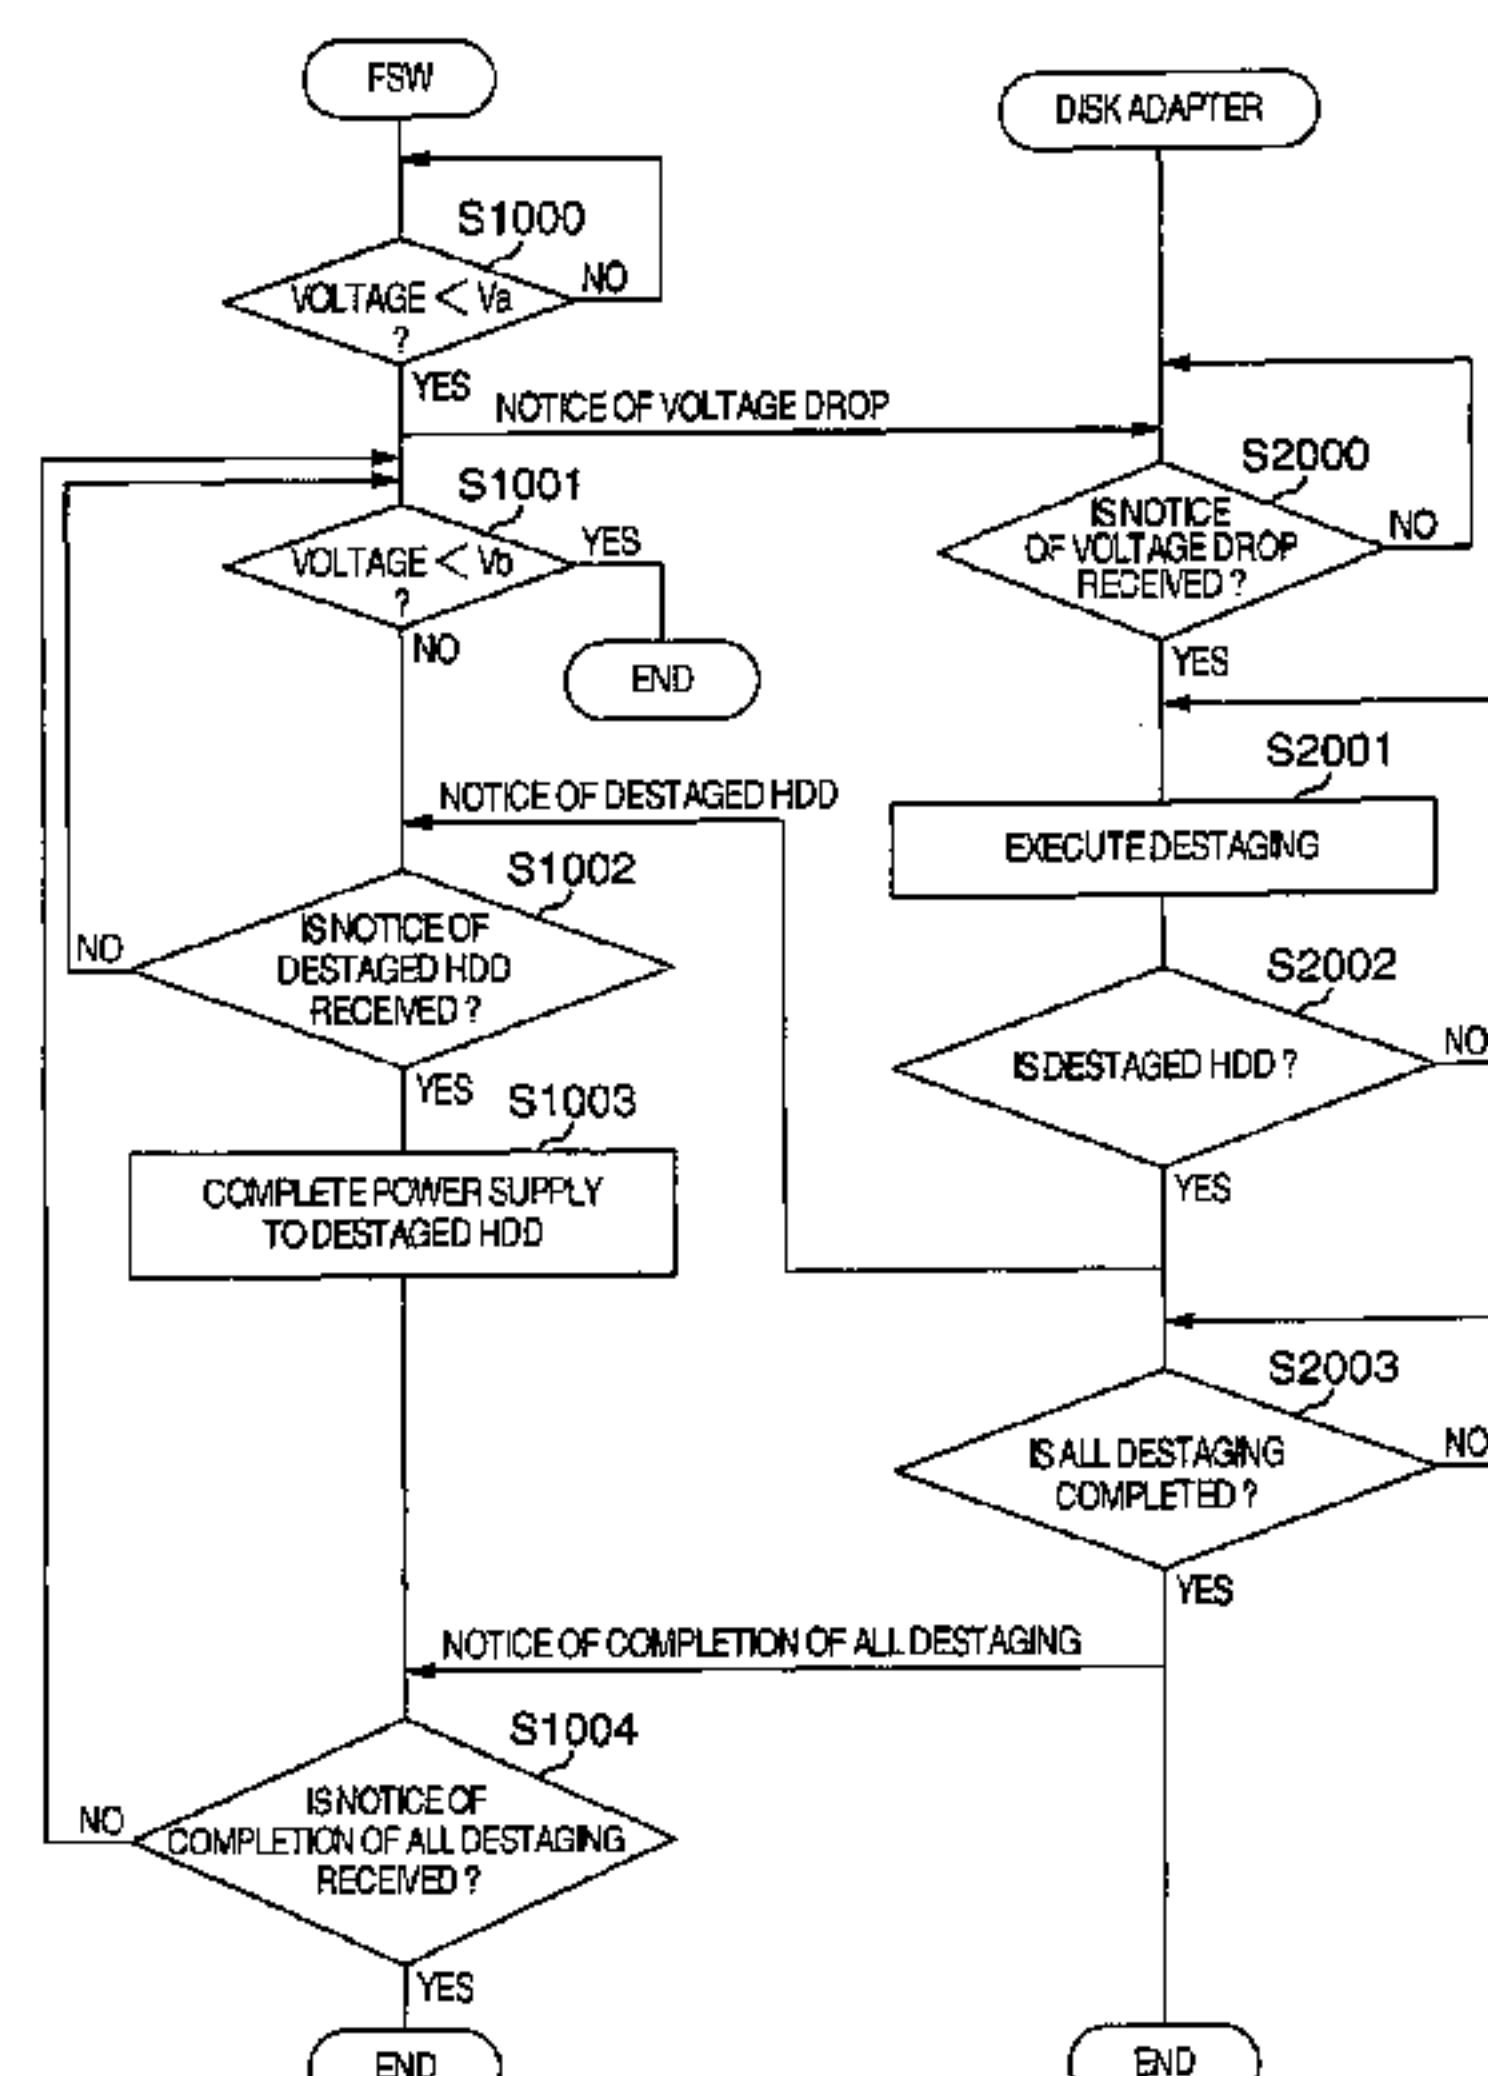 FSW
S1000
VOLTAGE < Va
?
NO
YES
NOTICE OF VOLTAGE DROP
S1001
VOLTAGE < Vb
?
YES
NO
END
NOTICE OF DESTAGED HDD
S1002
IS NOTICE OF
DESTAGED HDD
RECEIVED ?
NO
YES
S1003
COMPLETE POWER SUPPLY
TO DESTAGED HDD
NOTICE OF COMPLETION OF ALL DESTAGING
S1004
IS NOTICE OF
COMPLETION OF ALL DESTAGING
RECEIVED ?
NO
YES
END
DISK ADAPTER
S2000
IS NOTICE
OF VOLTAGE DROP
RECEIVED ?
NO
YES
S2001
EXECUTE DESTAGING
S2002
IS DESTAGED HDD ?
NO
YES
S2003
IS ALL DESTAGING
COMPLETED ?
NO
YES
END